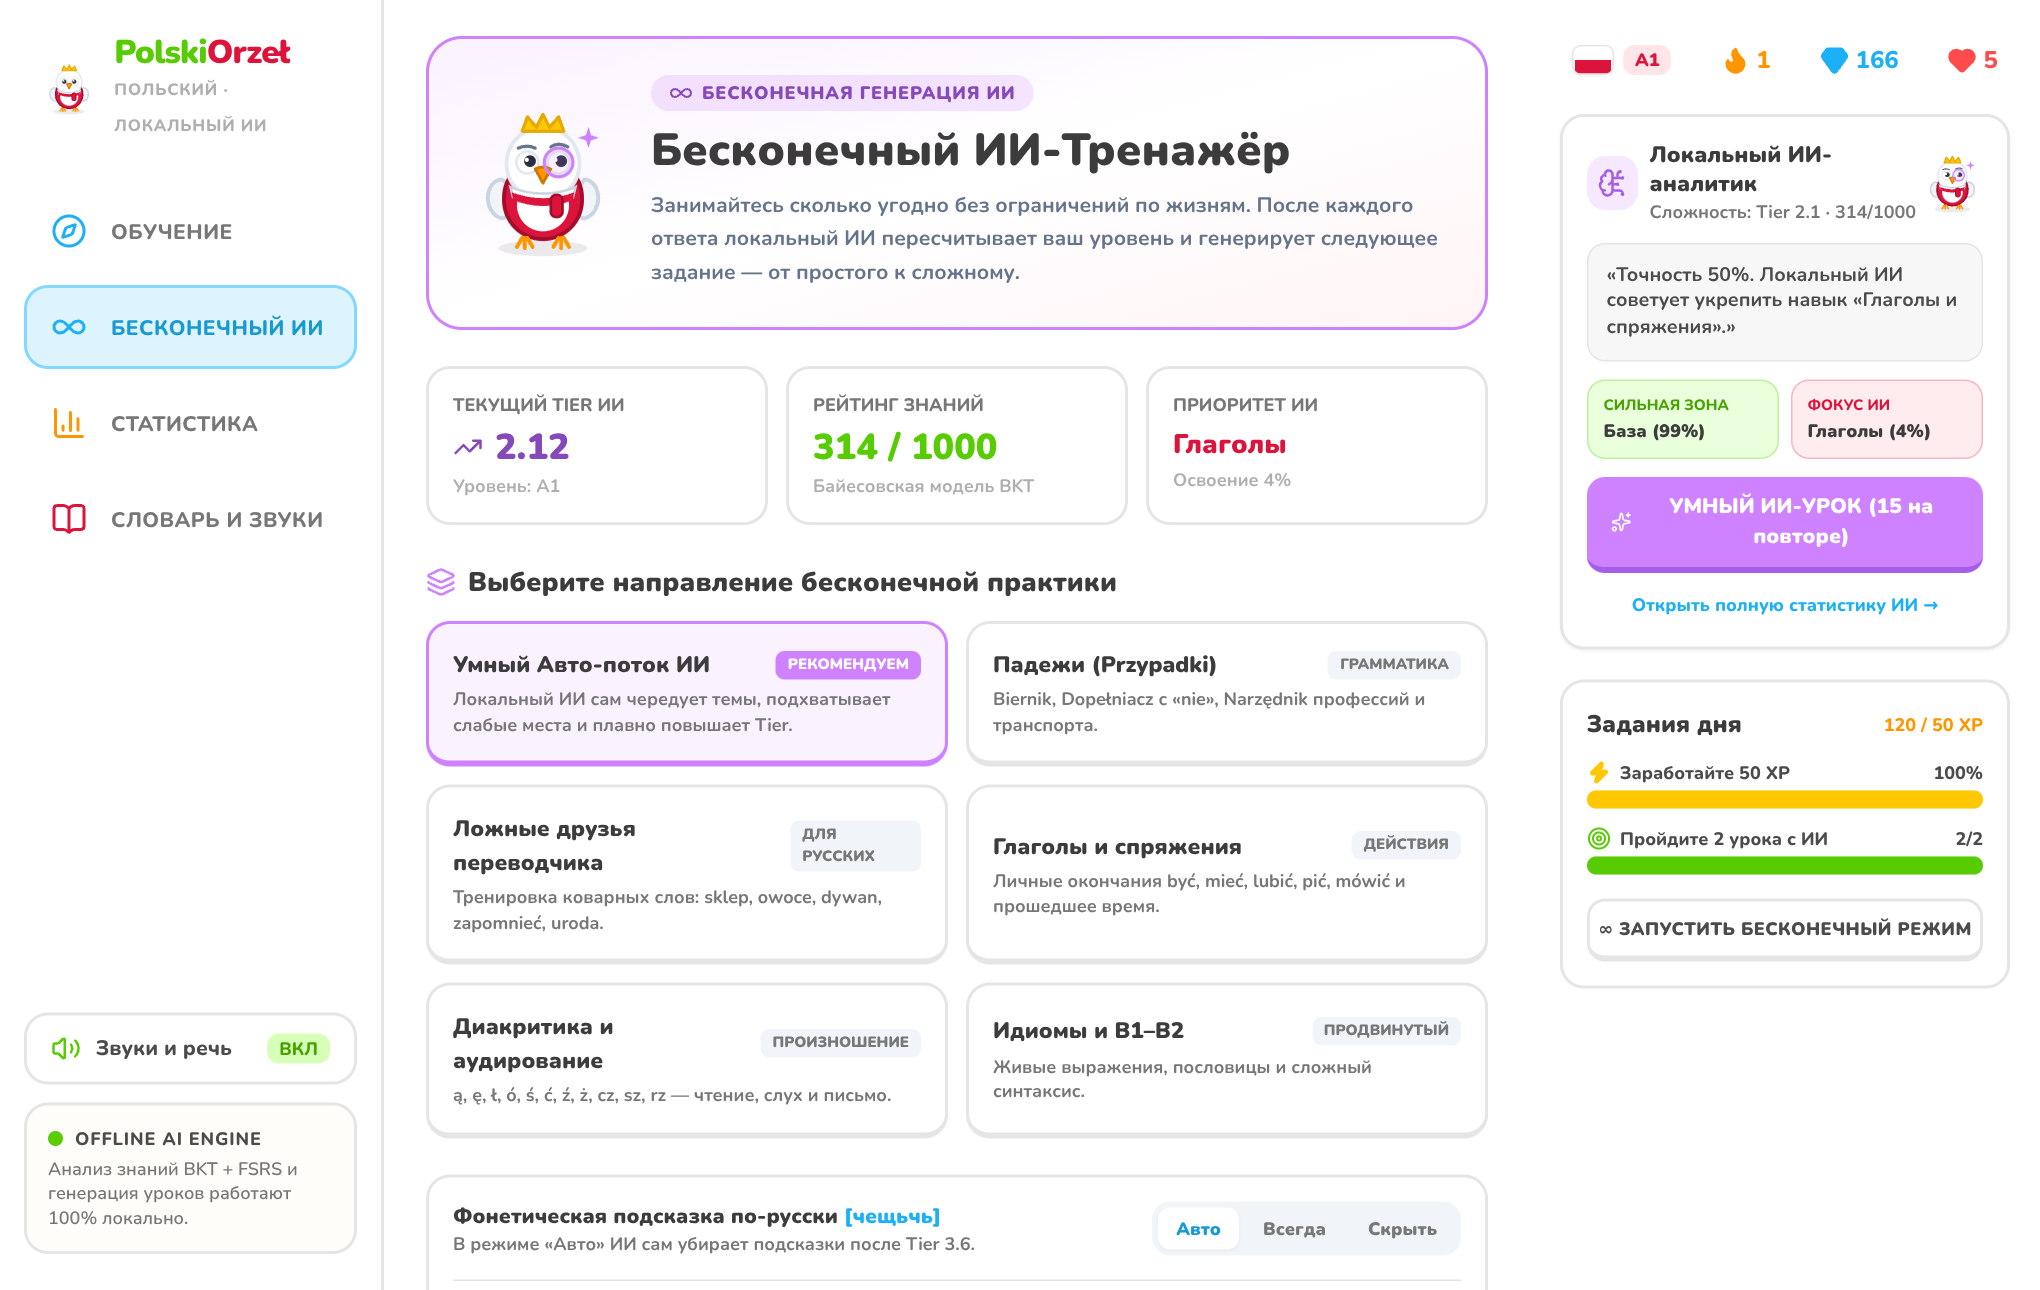 PolskiOrzeł
ПОЛЬСКИЙ ·
ЛОКАЛЬНЫЙ ИИ
ОБУЧЕНИЕ
БЕСКОНЕЧНЫЙ ИИ
СТАТИСТИКА
СЛОВАРЬ И ЗВУКИ
Звуки и речь
ВКЛ
OFFLINE AI ENGINE
Анализ знаний BKT + FSRS и
генерация уроков работают
100% локально.
БЕСКОНЕЧНАЯ ГЕНЕРАЦИЯ ИИ
Бесконечный ИИ-Тренажёр
Занимайтесь сколько угодно без ограничений по жизням. После каждого
ответа локальный ИИ пересчитывает ваш уровень и генерирует следующее
задание — от простого к сложному.
ТЕКУЩИЙ TIER ИИ
2.12
Уровень: A1
РЕЙТИНГ ЗНАНИЙ
314 / 1000
Байесовская модель BKT
ПРИОРИТЕТ ИИ
Глаголы
Освоение 4%
Выберите направление бесконечной практики
Умный Авто-поток ИИ
РЕКОМЕНДУЕМ
Локальный ИИ сам чередует темы, подхватывает
слабые места и плавно повышает Tier.
Падежи (Przypadki)
ГРАММАТИКА
Biernik, Dopełniacz с «nie», Narzędnik профессий и
транспорта.
Ложные друзья
переводчика
ДЛЯ
РУССКИХ
Тренировка коварных слов: sklep, owoce, dywan,
zapomnieć, uroda.
Глаголы и спряжения
ДЕЙСТВИЯ
Личные окончания być, mieć, lubić, pić, mówić и
прошедшее время.
Диакритика и
аудирование
ПРОИЗНОШЕНИЕ
ą, ę, ł, ó, ś, ć, ź, ż, cz, sz, rz — чтение, слух и письмо.
Идиомы и B1–B2
ПРОДВИНУТЫЙ
Живые выражения, пословицы и сложный
синтаксис.
Фонетическая подсказка по-русски [чещьчь]
В режиме «Авто» ИИ сам убирает подсказки после Tier 3.6.
Авто
Всегда
Скрыть
A1
1
166
5
Локальный ИИ-
аналитик
Сложность: Tier 2.1 · 314/1000
«Точность 50%. Локальный ИИ
советует укрепить навык «Глаголы и
спряжения».»
СИЛЬНАЯ ЗОНА
База (99%)
ФОКУС ИИ
Глаголы (4%)
УМНЫЙ ИИ-УРОК (15 на
повторе)
Открыть полную статистику ИИ →
Задания дня
120 / 50 XP
Заработайте 50 XP
100%
Пройдите 2 урока с ИИ
2/2
∞ ЗАПУСТИТЬ БЕСКОНЕЧНЫЙ РЕЖИМ